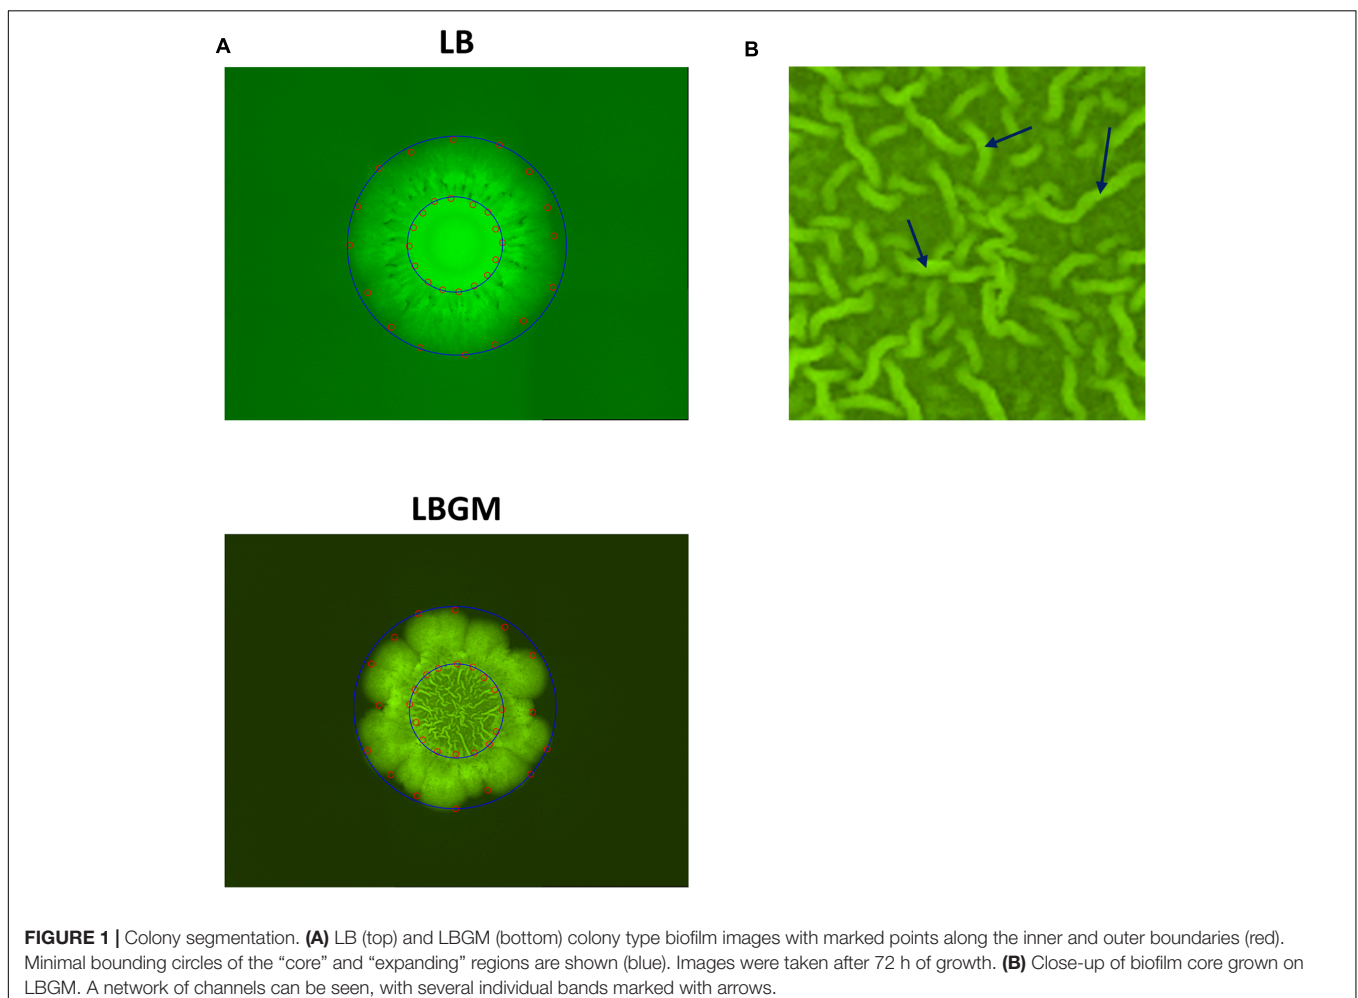 A
LB
B
LBGM
FIGURE 1 | Colony segmentation. (A) LB (top) and LBGM (bottom) colony type biofilm images with marked points along the inner and outer boundaries (red).
Minimal bounding circles of the “core” and “expanding” regions are shown (blue). Images were taken after 72 h of growth. (B) Close-up of biofilm core grown on
LBGM. A network of channels can be seen, with several individual bands marked with arrows.